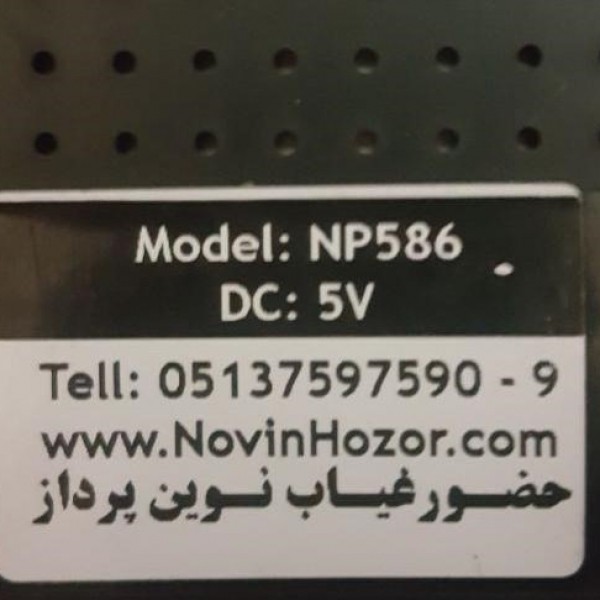 Model: NP586
DC: 5V
Tell: 05137597590 - 9
www.NovinHozor.com
حضور غیاب نوین پرداز